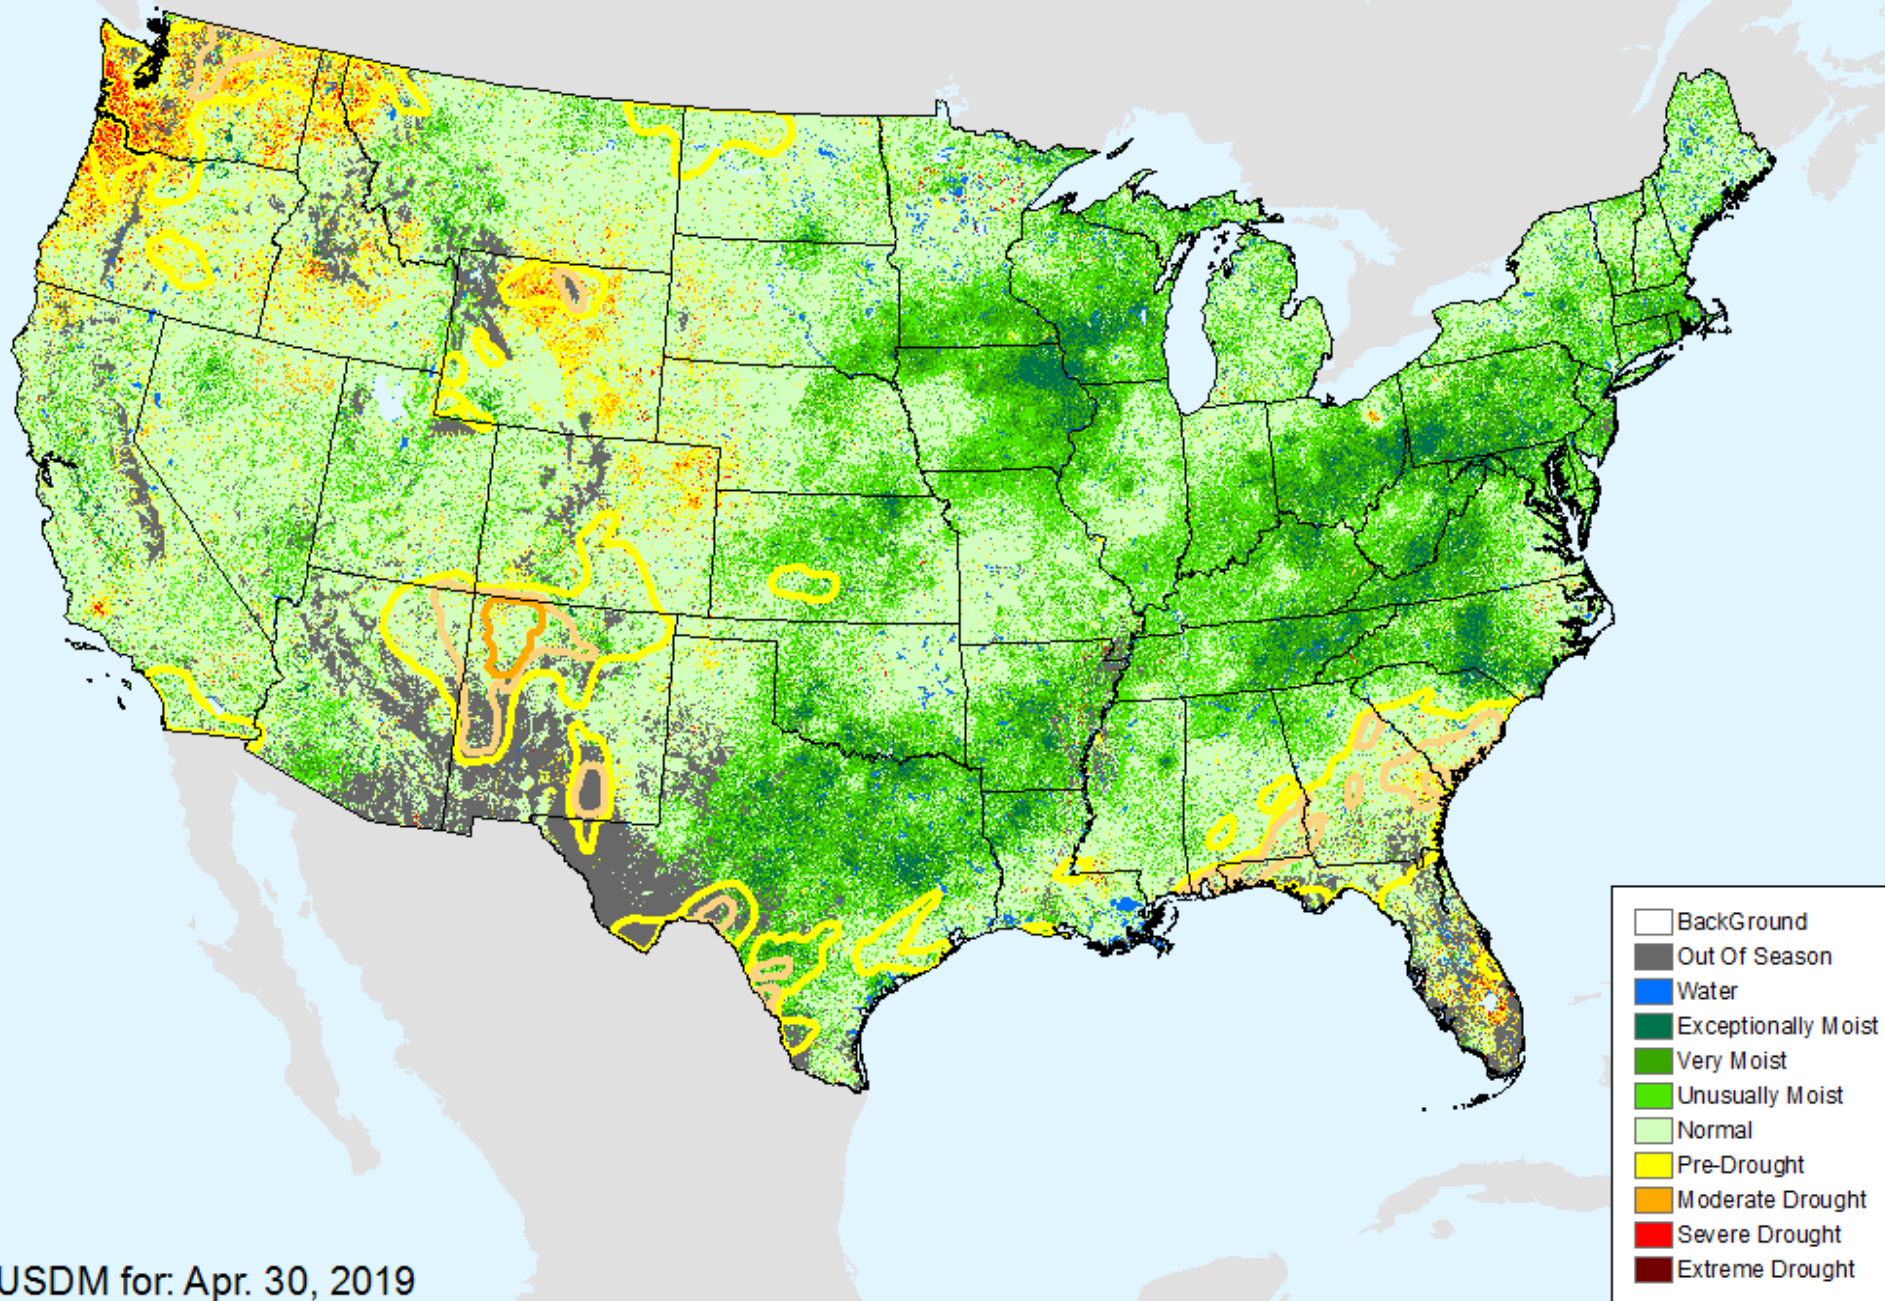 BackGround
Out Of Season
Water
Exceptionally Moist
Very Moist
Unusually Moist
Normal
Pre-Drought
Moderate Drought
Severe Drought
Extreme Drought
USDM for: Apr. 30, 2019